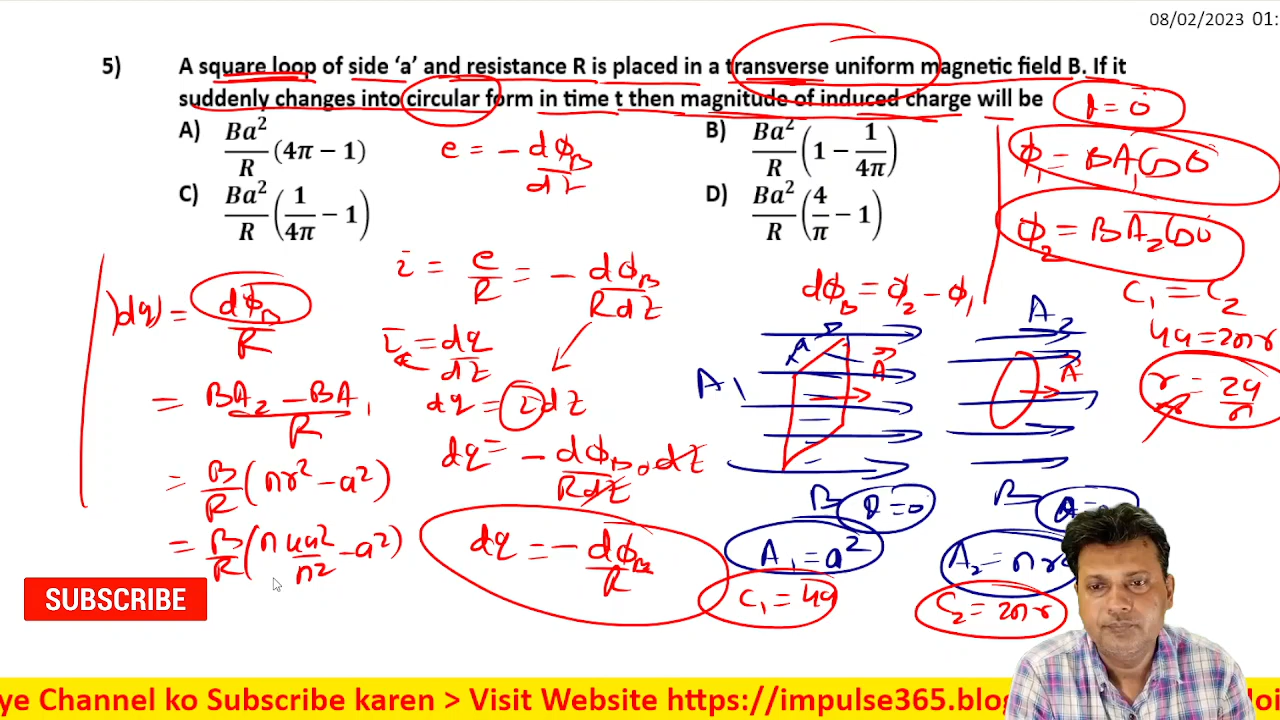 08/02/2023 01:
5) A square loop of side ‘a’ and resistance R is placed in a transverse uniform magnetic field B. If it
suddenly changes into circular form in time t then magnitude of induced charge will be
A) Ba²/R (4π − 1)
B) Ba²/R (1 − 1/4π)
C) Ba²/R (1/4π − 1)
D) Ba²/R (4/π − 1)
e = − dϕB/dt
i = e/R = − dϕB/Rdt
i = dq/dt
dq = i dt
dq = − dϕB/Rdt . dt
dq = − dϕB/R
|dq| = dϕB/R
= BA2 − BA1/R
= B/R (πr² − a²)
= B/R (π 4a²/π² − a²)
θ = 0
ϕ1 = BA1 Cos0
ϕ2 = BA2 Cos0
dϕB = ϕ2 − ϕ1
C1 = C2
4a = 2πr
r = 2a/π
A1
a
A
B
θ = 0
A1 = a²
C1 = 4a
A2
A
B
A2 = πr
C2 = 2πr
SUBSCRIBE
ye Channel ko Subscribe karen > Visit Website https://impulse365.blog